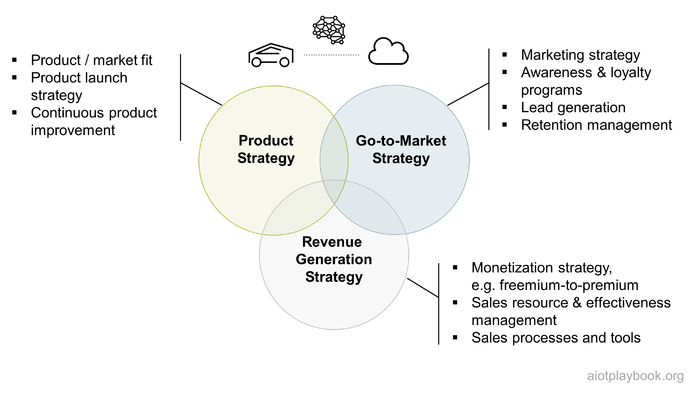 ▪ Product / market fit
▪ Product launch
strategy
▪ Continuous product
improvement
▪ Marketing strategy
▪ Awareness & loyalty
programs
▪ Lead generation
▪ Retention management
Product
Strategy
Go-to-Market
Strategy
Revenue
Generation
Strategy
▪ Monetization strategy,
e.g. freemium-to-premium
▪ Sales resource & effectiveness
management
▪ Sales processes and tools
aiotplaybook.org